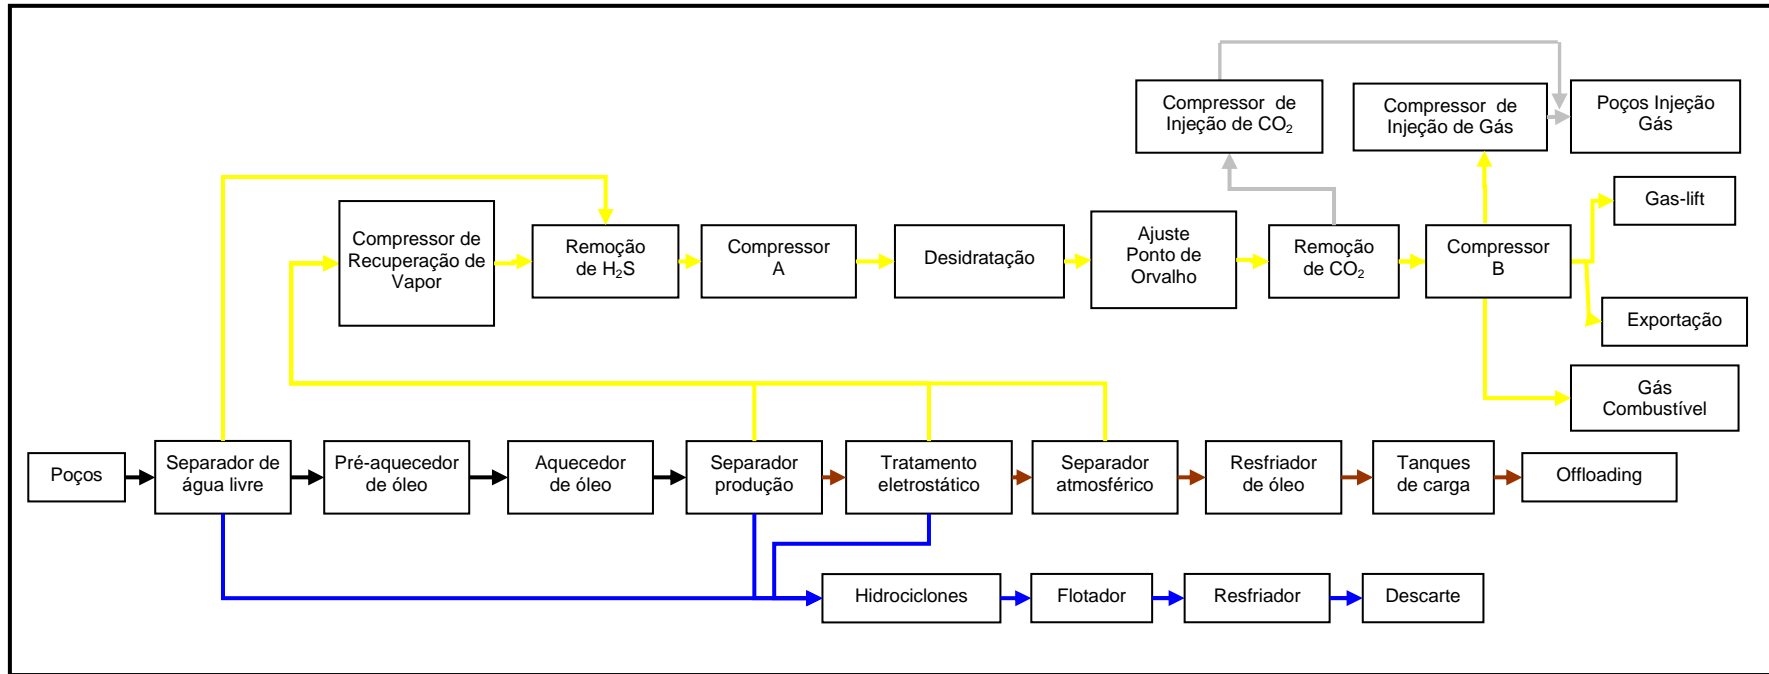 Compressor de
Injeção de CO₂
Compressor de
Injeção de Gás
Poços Injeção
Gás
Gas-lift
Compressor de
Recuperação de
Vapor
Remoção
de H₂S
Compressor
A
Desidratação
Ajuste
Ponto de
Orvalho
Remoção
de CO₂
Compressor
B
Exportação
Gás
Combustível
Poços
Separador de
água livre
Pré-aquecedor
de óleo
Aquecedor
de óleo
Separador
produção
Tratamento
eletrostático
Separador
atmosférico
Resfriador
de óleo
Tanques
de carga
Offloading
Hidrociclones
Flotador
Resfriador
Descarte